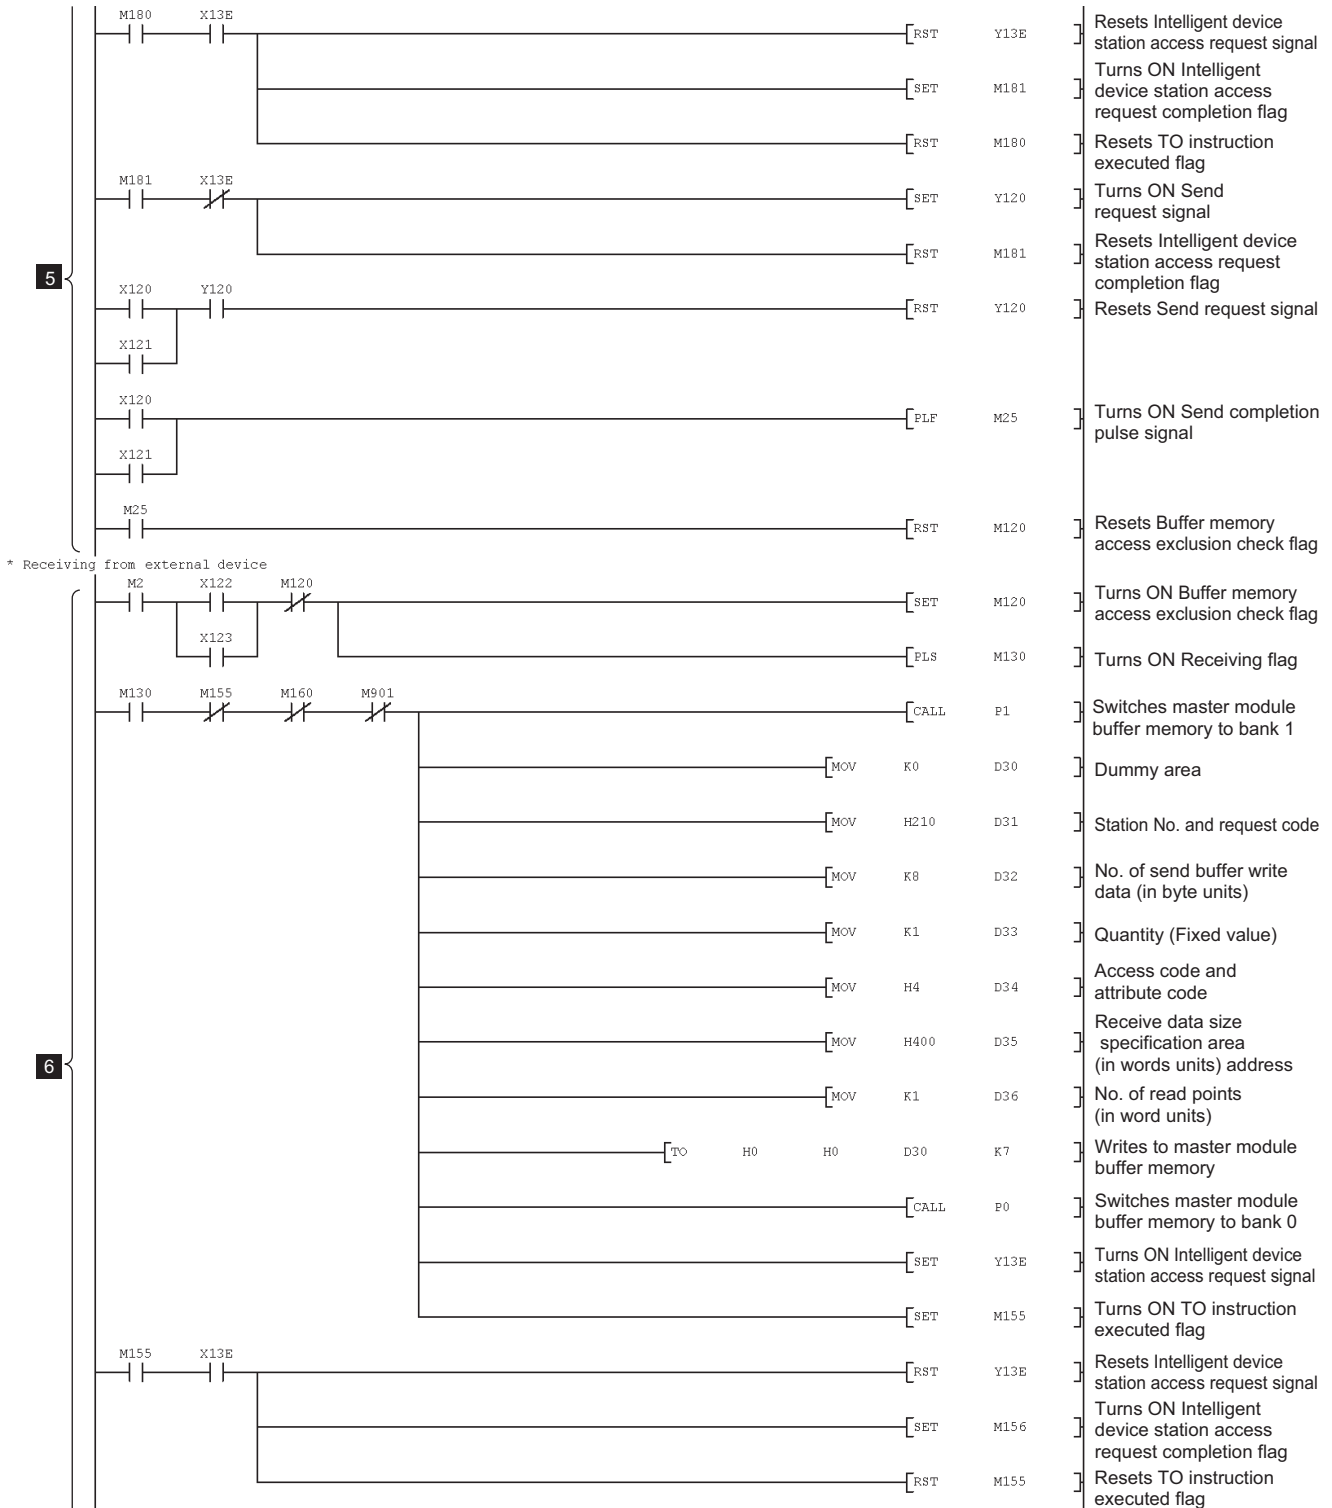 M180 X13E
RST Y13E Resets Intelligent device
station access request signal
SET M181 Turns ON Intelligent
device station access
request completion flag
RST M180 Resets TO instruction
executed flag
M181 X13E
SET Y120 Turns ON Send
request signal
RST M181 Resets Intelligent device
station access request
completion flag
5
X120 Y120
RST Y120 Resets Send request signal
X121
X120
PLF M25 Turns ON Send completion
pulse signal
X121
M25
RST M120 Resets Buffer memory
access exclusion check flag
* Receiving from external device
M2 X122 M120
SET M120 Turns ON Buffer memory
access exclusion check flag
X123
PLS M130 Turns ON Receiving flag
M130 M155 M160 M901
CALL P1 Switches master module
buffer memory to bank 1
MOV K0 D30 Dummy area
MOV H210 D31 Station No. and request code
MOV K8 D32 No. of send buffer write
data (in byte units)
MOV K1 D33 Quantity (Fixed value)
MOV H4 D34 Access code and
attribute code
MOV H400 D35 Receive data size
specification area
(in words units) address
6
MOV K1 D36 No. of read points
(in word units)
TO H0 H0 D30 K7 Writes to master module
buffer memory
CALL P0 Switches master module
buffer memory to bank 0
SET Y13E Turns ON Intelligent device
station access request signal
SET M155 Turns ON TO instruction
executed flag
M155 X13E
RST Y13E Resets Intelligent device
station access request signal
SET M156 Turns ON Intelligent
device station access
request completion flag
RST M155 Resets TO instruction
executed flag